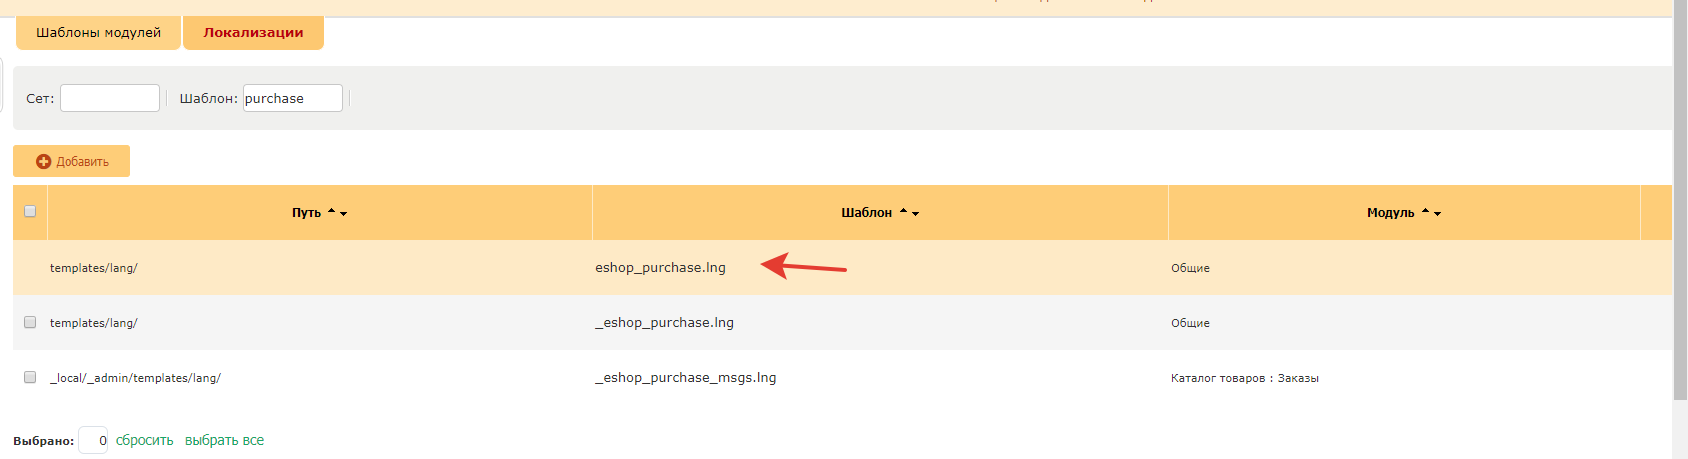 Шаблоны модулей Локализации
Сет: Шаблон: purchase
Добавить
Путь Шаблон Модуль
templates/lang/ eshop_purchase.lng Общие
templates/lang/ _eshop_purchase.lng Общие
_local/_admin/templates/lang/ _eshop_purchase_msgs.lng Каталог товаров : Заказы
Выбрано: 0 сбросить выбрать все